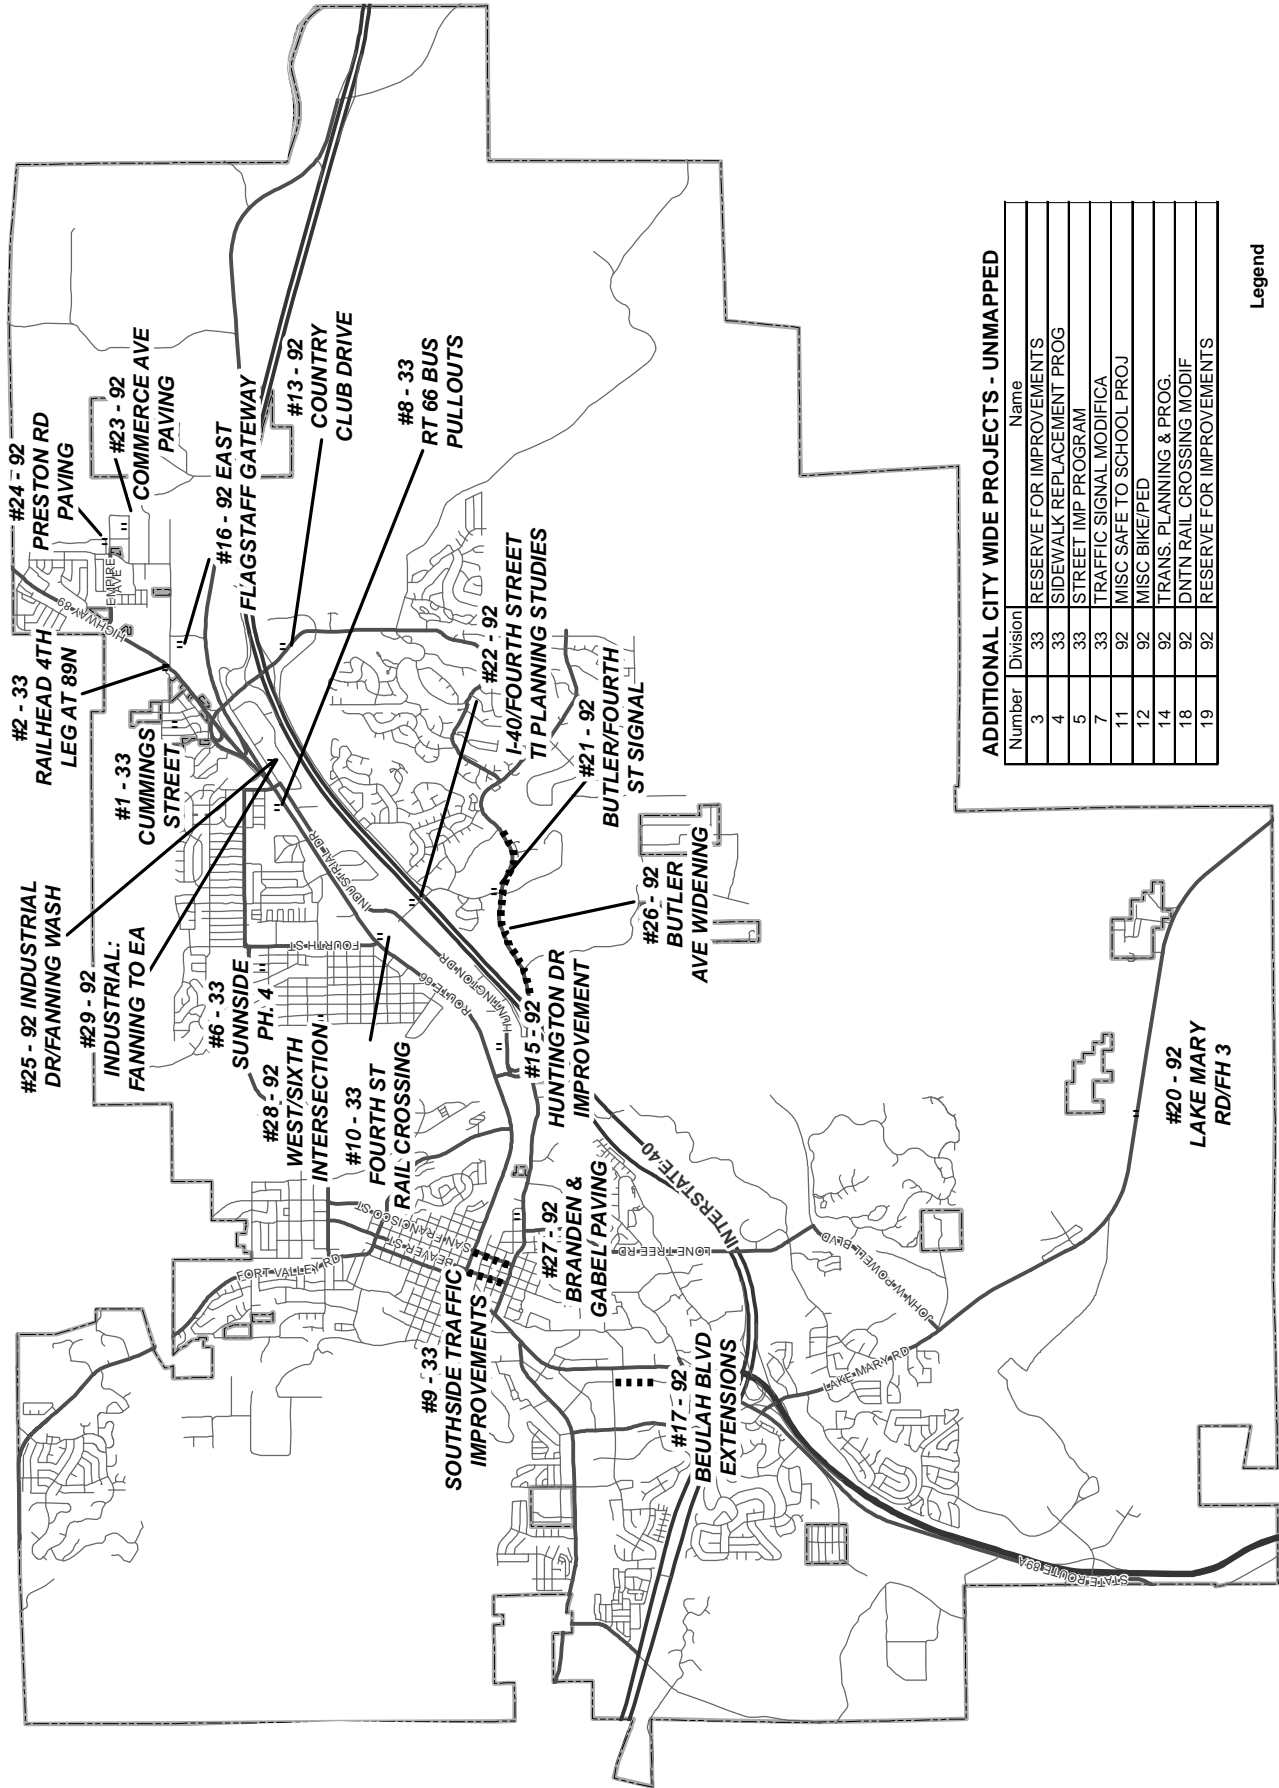 #25 - 92 INDUSTRIAL
DR/FANNING WASH
#29 - 92
INDUSTRIAL:
FANNING TO EA
#2 - 33
RAILHEAD 4TH
LEG AT 89N
#24 - 92
PRESTON RD
PAVING
#23 - 92
COMMERCE AVE
PAVING
#1 - 33
CUMMINGS
STREET
#16 - 92 EAST
FLAGSTAFF GATEWAY
#13 - 92
COUNTRY
CLUB DRIVE
#8 - 33
RT 66 BUS
PULLOUTS
#6 - 33
SUNNSIDE
PH. 4
#28 - 92
WEST/SIXTH
INTERSECTION
#10 - 33
FOURTH ST
RAIL CROSSING
#22 - 92
I-40/FOURTH STREET
TI PLANNING STUDIES
#21 - 92
BUTLER/FOURTH
ST SIGNAL
#26 - 92
BUTLER
AVE WIDENING
#15 - 92
HUNTINGTON DR
IMPROVEMENT
#9 - 33
SOUTHSIDE TRAFFIC
IMPROVEMENTS
#27 - 92
BRANDEN &
GABEL PAVING
#17 - 92
BEULAH BLVD
EXTENSIONS
#20 - 92
LAKE MARY
RD/FH 3
HIGHWAY 89
EMPIRE
AVE
INDUSTRIAL DR
FOURTH ST
ROUTE 66
HUNTINGTON DR
FORT VALLEY RD
BEAVER ST
SAN FRANCISCO ST
LONE TREE RD
INTERSTATE 40
JOHN W POWELL BLVD
LAKE MARY RD
STATE ROUTE 89A
ADDITIONAL CITY WIDE PROJECTS - UNMAPPED
Number Division Name
3 33 RESERVE FOR IMPROVEMENTS
4 33 SIDEWALK REPLACEMENT PROG
5 33 STREET IMP PROGRAM
7 33 TRAFFIC SIGNAL MODIFICA
11 92 MISC SAFE TO SCHOOL PROJ
12 92 MISC BIKE/PED
14 92 TRANS. PLANNING & PROG.
18 92 DNTN RAIL CROSSING MODIF
19 92 RESERVE FOR IMPROVEMENTS
Legend